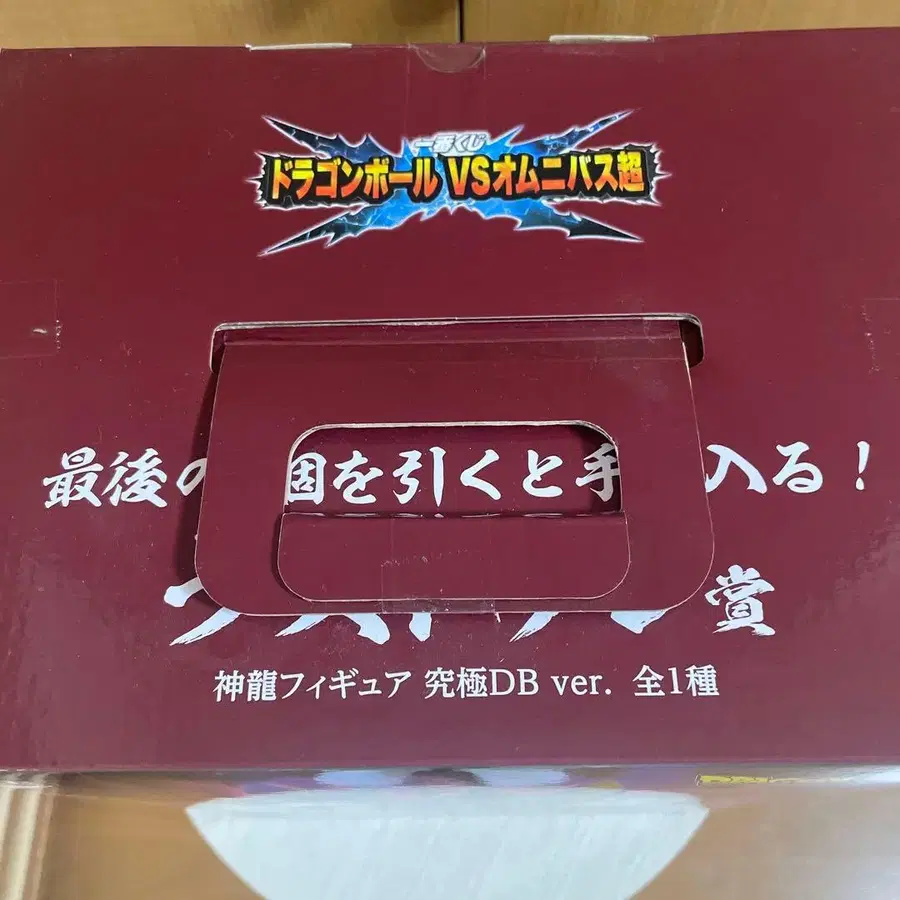 一番くじ
ドラゴンボール VSオムニバス超
最後の 個を引くと手 入る！
賞
神龍フィギュア 究極DB ver. 全1種